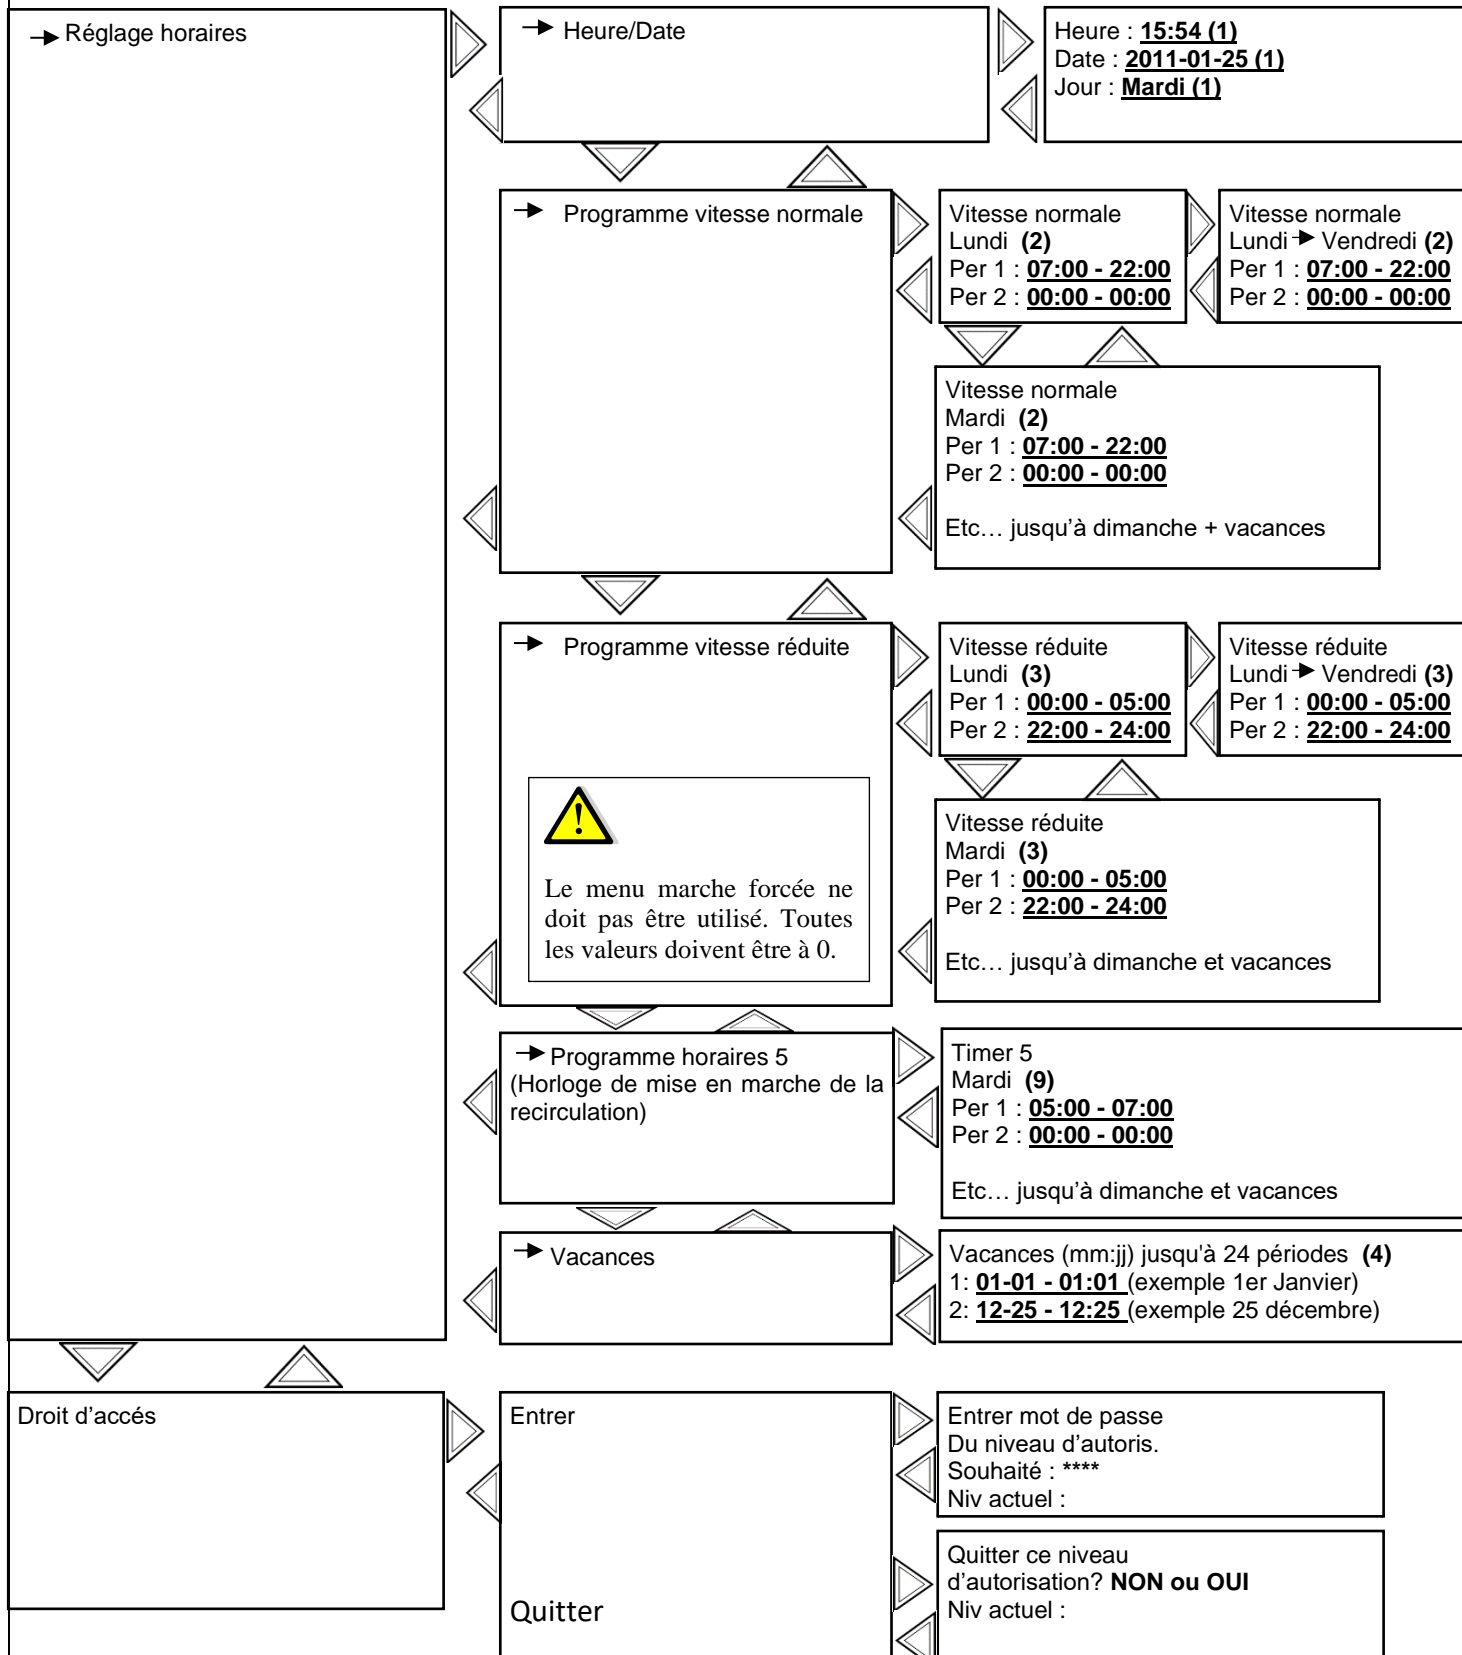 Réglage horaires
Heure/Date
Heure : 15:54 (1)
Date : 2011-01-25 (1)
Jour : Mardi (1)
Programme vitesse normale
Vitesse normale
Lundi (2)
Per 1 : 07:00 - 22:00
Per 2 : 00:00 - 00:00
Vitesse normale
Lundi → Vendredi (2)
Per 1 : 07:00 - 22:00
Per 2 : 00:00 - 00:00
Vitesse normale
Mardi (2)
Per 1 : 07:00 - 22:00
Per 2 : 00:00 - 00:00
Etc… jusqu’à dimanche + vacances
Programme vitesse réduite
Le menu marche forcée ne
doit pas être utilisé. Toutes
les valeurs doivent être à 0.
Vitesse réduite
Lundi (3)
Per 1 : 00:00 - 05:00
Per 2 : 22:00 - 24:00
Vitesse réduite
Lundi → Vendredi (3)
Per 1 : 00:00 - 05:00
Per 2 : 22:00 - 24:00
Vitesse réduite
Mardi (3)
Per 1 : 00:00 - 05:00
Per 2 : 22:00 - 24:00
Etc… jusqu’à dimanche et vacances
Programme horaires 5
(Horloge de mise en marche de la
recirculation)
Timer 5
Mardi (9)
Per 1 : 05:00 - 07:00
Per 2 : 00:00 - 00:00
Etc… jusqu’à dimanche et vacances
Vacances
Vacances (mm:jj) jusqu'à 24 périodes (4)
1: 01-01 - 01:01 (exemple 1er Janvier)
2: 12-25 - 12:25 (exemple 25 décembre)
Droit d’accés
Entrer
Entrer mot de passe
Du niveau d’autoris.
Souhaité : ****
Niv actuel :
Quitter
Quitter ce niveau
d’autorisation? NON ou OUI
Niv actuel :